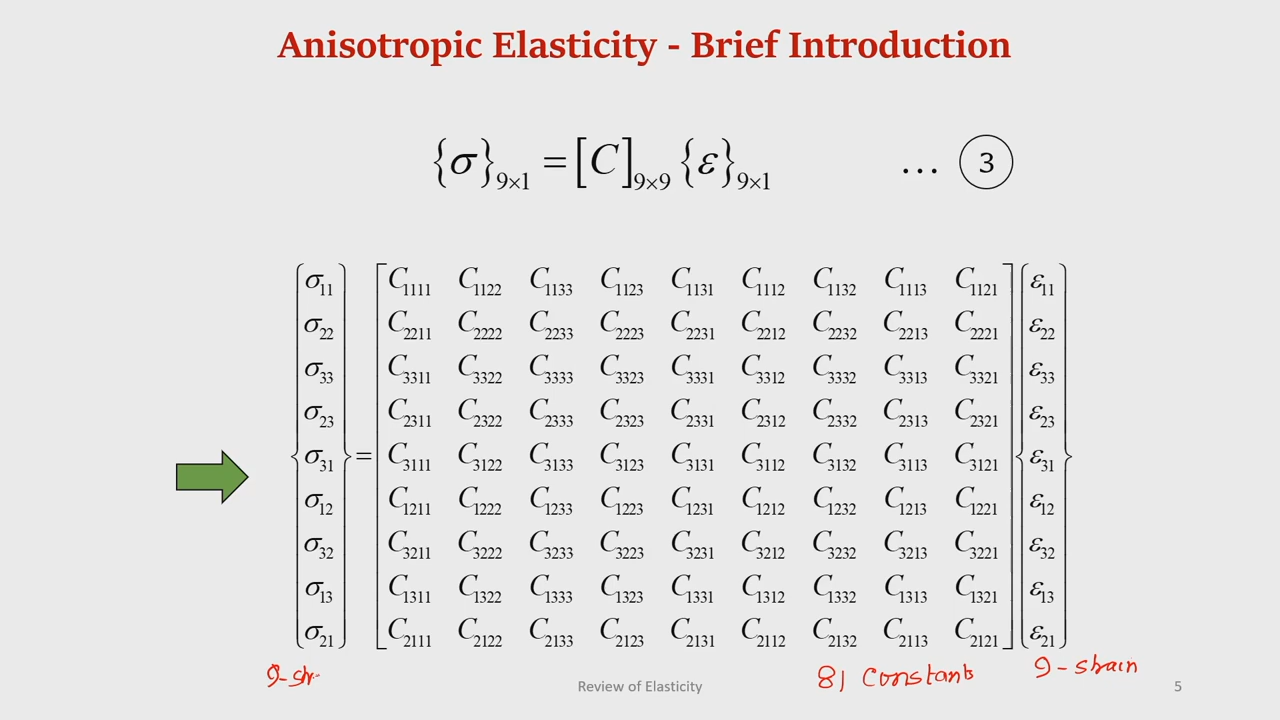 Anisotropic Elasticity - Brief Introduction
{σ}9×1 = [C]9×9 {ε}9×1 ... 3
σ11 C1111 C1122 C1133 C1123 C1131 C1112 C1132 C1113 C1121 ε11
σ22 C2211 C2222 C2233 C2223 C2231 C2212 C2232 C2213 C2221 ε22
σ33 C3311 C3322 C3333 C3323 C3331 C3312 C3332 C3313 C3321 ε33
σ23 C2311 C2322 C2333 C2323 C2331 C2312 C2332 C2313 C2321 ε23
σ31 = C3111 C3122 C3133 C3123 C3131 C3112 C3132 C3113 C3121 ε31
σ12 C1211 C1222 C1233 C1223 C1231 C1212 C1232 C1213 C1221 ε12
σ32 C3211 C3222 C3233 C3223 C3231 C3212 C3232 C3213 C3221 ε32
σ13 C1311 C1322 C1333 C1323 C1331 C1312 C1332 C1313 C1321 ε13
σ21 C2111 C2122 C2133 C2123 C2131 C2112 C2132 C2113 C2121 ε21
9-st 81 Constants 9-strain
Review of Elasticity 5